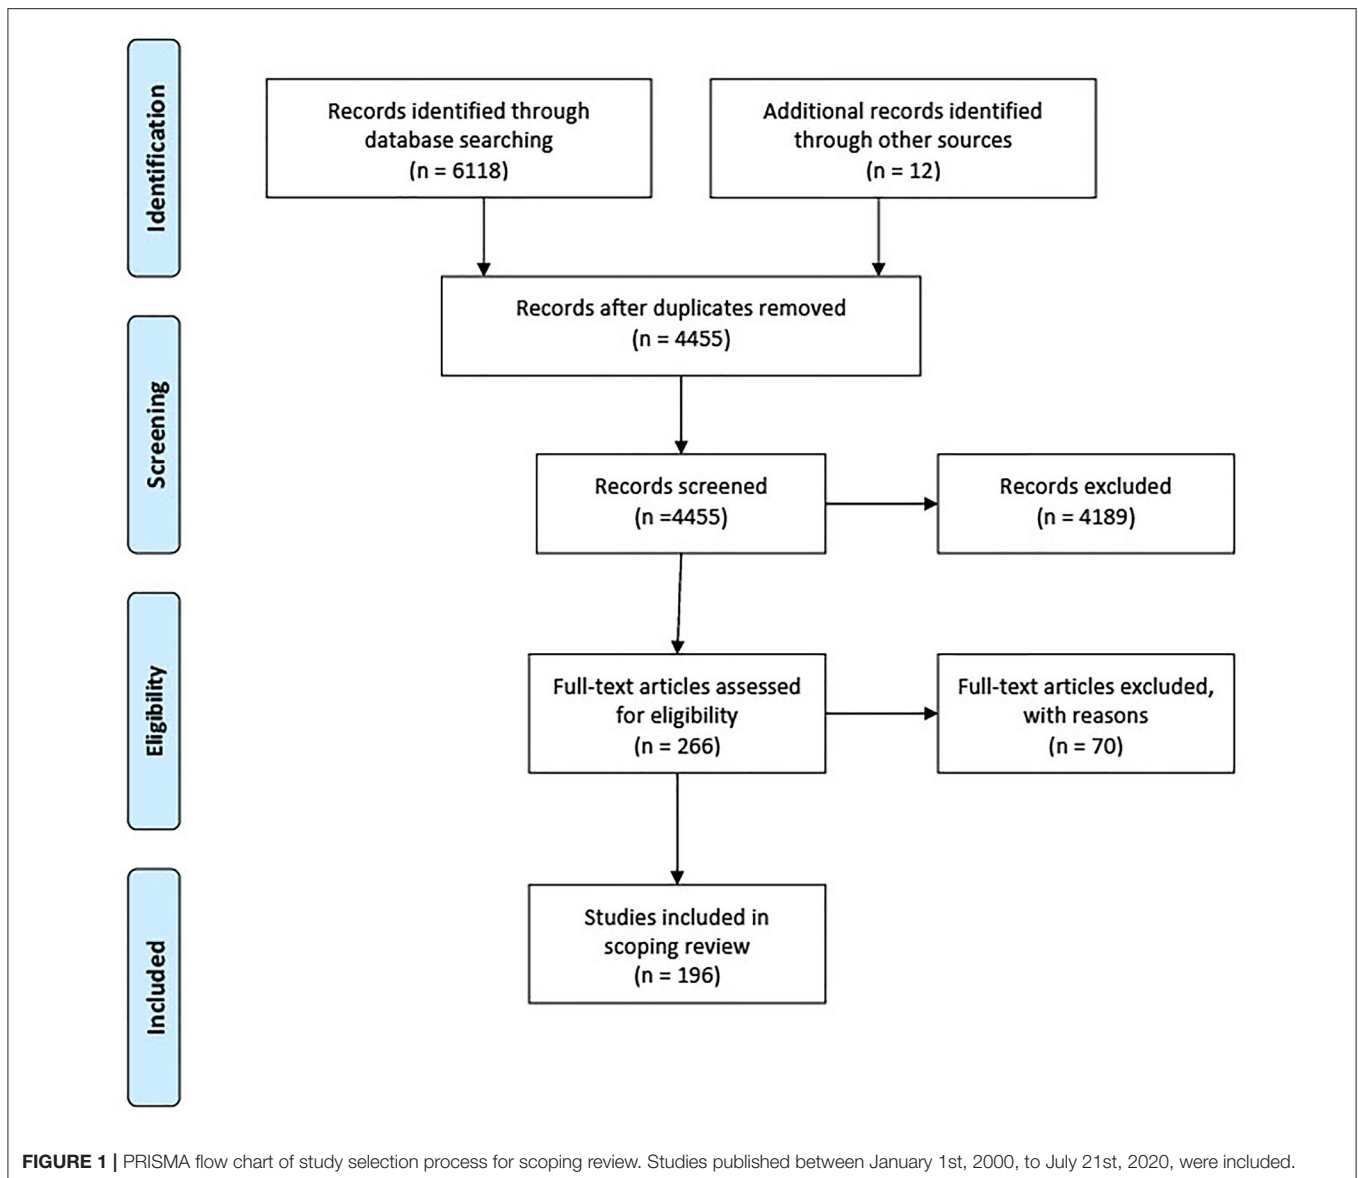 Identification
Records identified through
database searching
(n = 6118)
Additional records identified
through other sources
(n = 12)
Records after duplicates removed
(n = 4455)
Screening
Records screened
(n =4455)
Records excluded
(n = 4189)
Eligibility
Full-text articles assessed
for eligibility
(n = 266)
Full-text articles excluded,
with reasons
(n = 70)
Included
Studies included in
scoping review
(n = 196)
FIGURE 1 | PRISMA flow chart of study selection process for scoping review. Studies published between January 1st, 2000, to July 21st, 2020, were included.